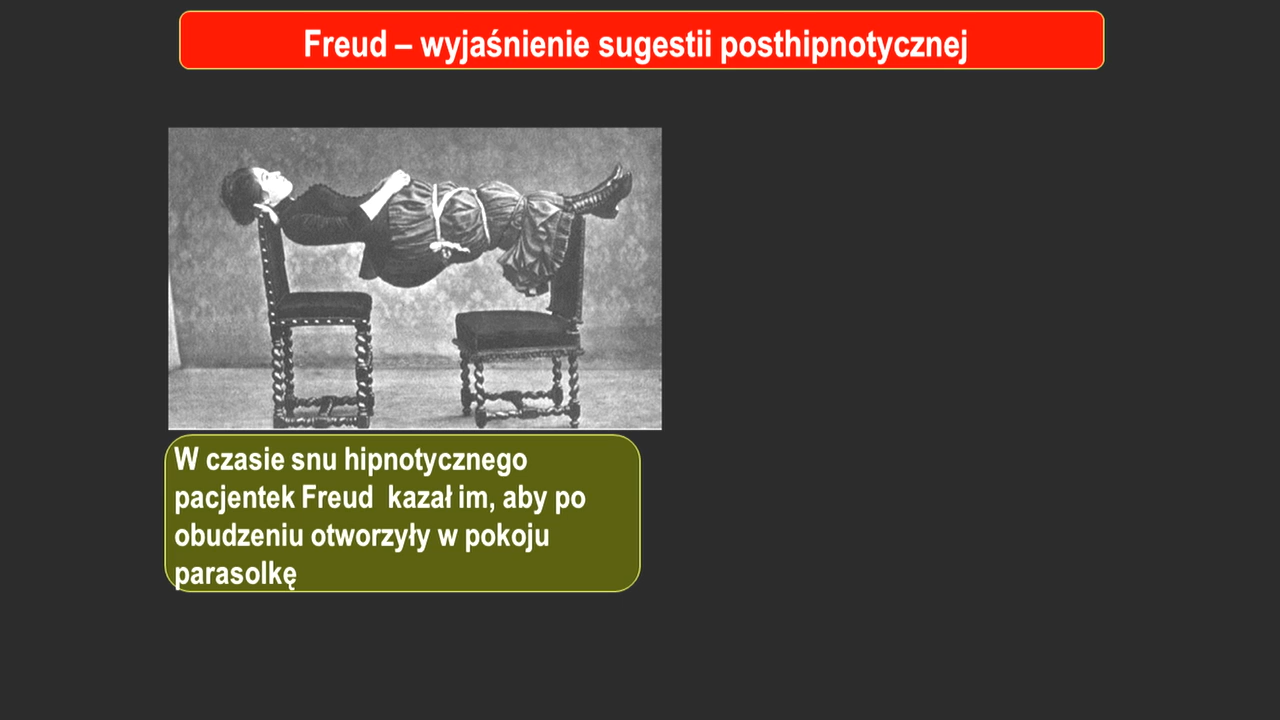 Freud – wyjaśnienie sugestii posthipnotycznej
W czasie snu hipnotycznego
pacjentek Freud kazał im, aby po
obudzeniu otworzyły w pokoju
parasolkę